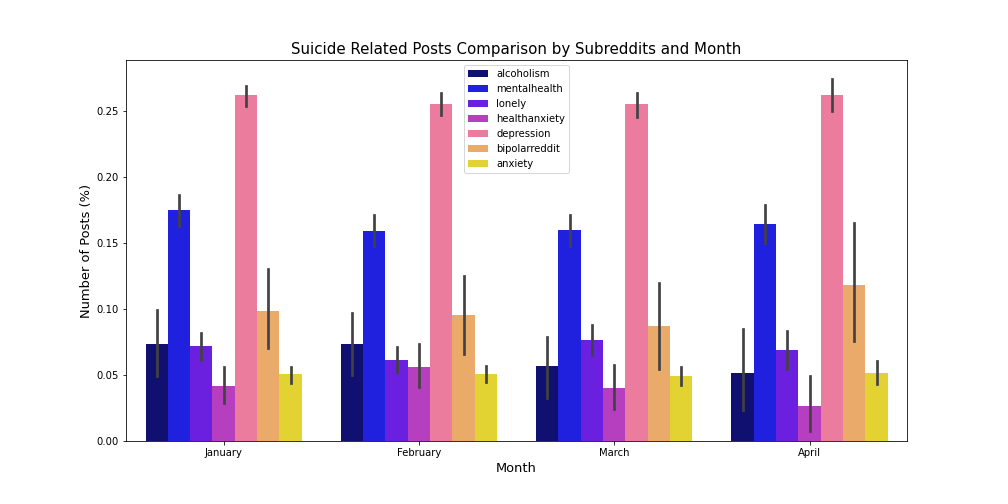 Suicide Related Posts Comparison by Subreddits and Month
alcoholism
mentalhealth
lonely
healthanxiety
depression
bipolarreddit
anxiety
Number of Posts (%)
0.25
0.20
0.15
0.10
0.05
0.00
January February March April
Month